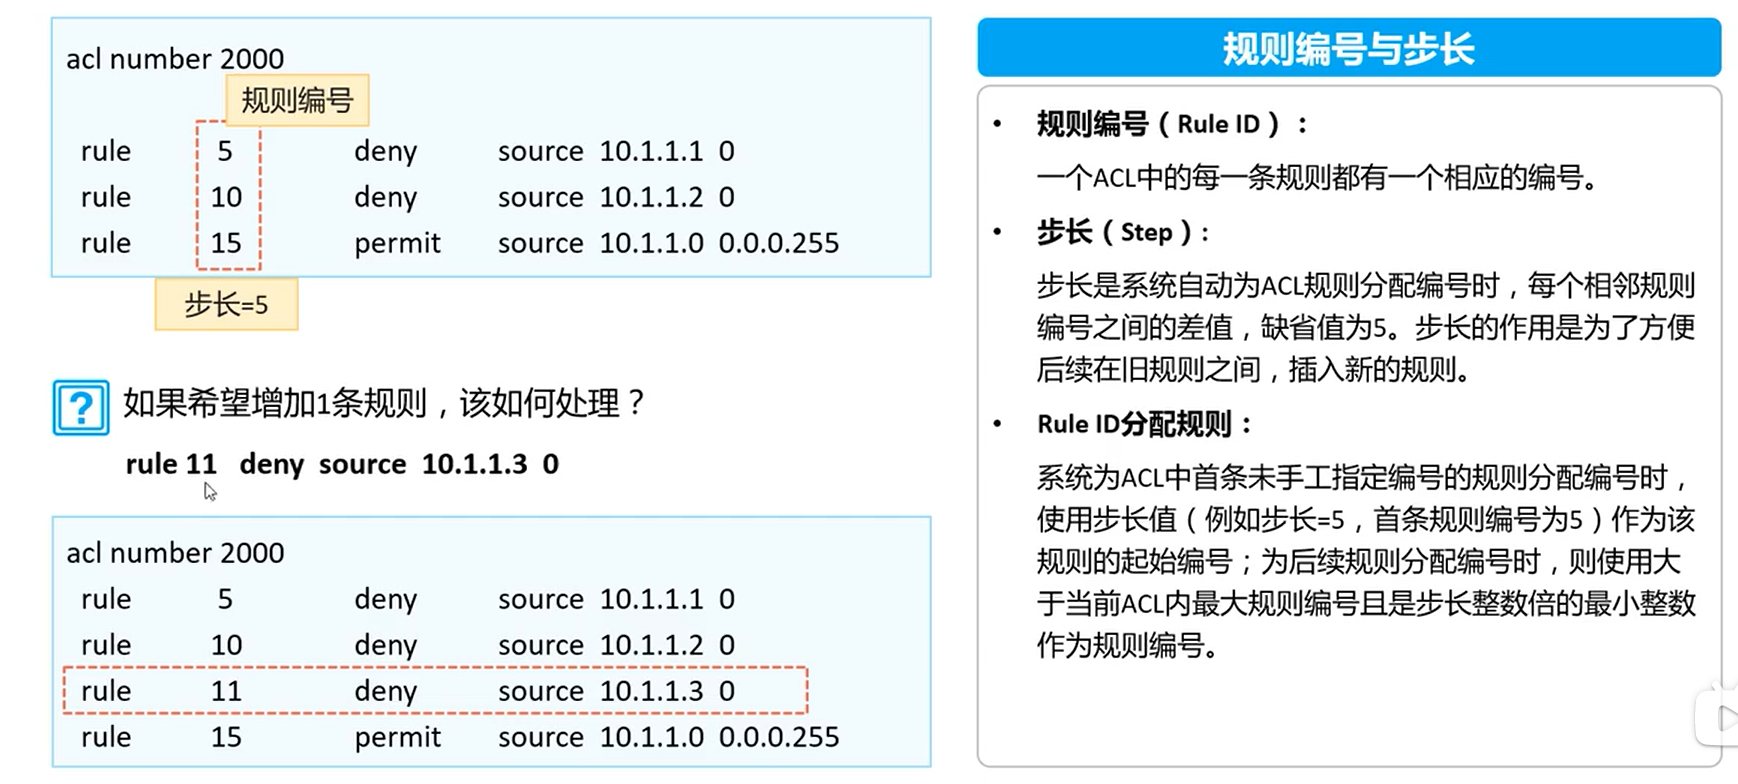 acl number 2000
规则编号
rule 5 deny source 10.1.1.1 0
rule 10 deny source 10.1.1.2 0
rule 15 permit source 10.1.1.0 0.0.0.255
步长=5
?
如果希望增加1条规则，该如何处理？
rule 11 deny source 10.1.1.3 0
acl number 2000
rule 5 deny source 10.1.1.1 0
rule 10 deny source 10.1.1.2 0
rule 11 deny source 10.1.1.3 0
rule 15 permit source 10.1.1.0 0.0.0.255
规则编号与步长
• 规则编号（Rule ID）：
一个ACL中的每一条规则都有一个相应的编号。
• 步长（Step）:
步长是系统自动为ACL规则分配编号时，每个相邻规则
编号之间的差值，缺省值为5。步长的作用是为了方便
后续在旧规则之间，插入新的规则。
• Rule ID分配规则：
系统为ACL中首条未手工指定编号的规则分配编号时，
使用步长值（例如步长=5，首条规则编号为5）作为该
规则的起始编号；为后续规则分配编号时，则使用大
于当前ACL内最大规则编号且是步长整数倍的最小整数
作为规则编号。